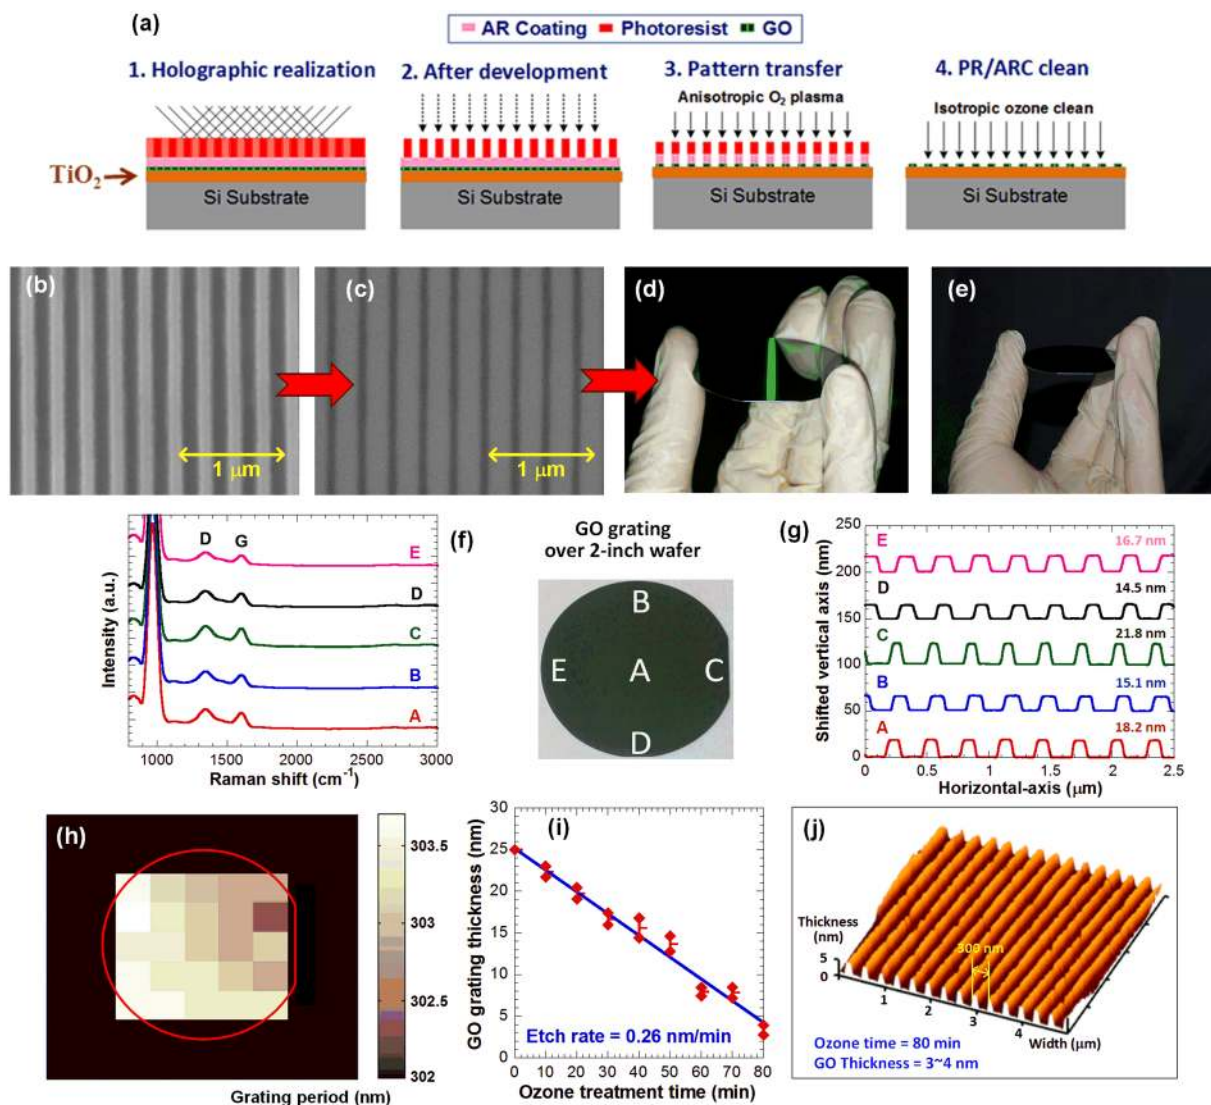 (a)
AR Coating Photoresist GO
1. Holographic realization
2. After development
3. Pattern transfer
4. PR/ARC clean
Anisotropic O₂ plasma
Isotropic ozone clean
TiO₂
Si Substrate
Si Substrate
Si Substrate
Si Substrate
(b)
1 μm
(c)
1 μm
(d)
(e)
(f)
D G
E
D
C
B
A
Intensity (a.u.)
1000 1500 2000 2500 3000
Raman shift (cm⁻¹)
GO grating
over 2-inch wafer
B
E A C
D
(g)
250
200
150
100
50
0
Shifted vertical axis (nm)
E 16.7 nm
D 14.5 nm
C 21.8 nm
B 15.1 nm
A 18.2 nm
0 0.5 1 1.5 2 2.5
Horizontal-axis (μm)
(h)
303.5
303
302.5
302
Grating period (nm)
(i)
30
25
20
15
10
5
0
GO grating thickness (nm)
Etch rate = 0.26 nm/min
0 10 20 30 40 50 60 70 80
Ozone treatment time (min)
(j)
Thickness
(nm)
5
0
300 nm
1
2
3
4
Width (μm)
Ozone time = 80 min
GO Thickness = 3~4 nm